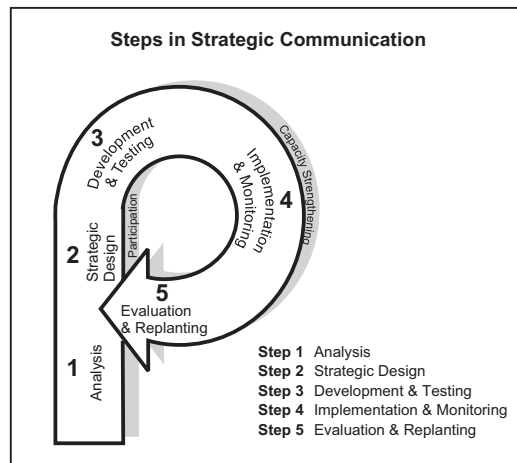 Steps in Strategic Communication
3
Development
& Testing
Capacity Strengthening
Implementation
& Monitoring
4
2
Strategic
Design
Participation
5
Evaluation
& Replanting
1
Analysis
Step 1 Analysis
Step 2 Strategic Design
Step 3 Development & Testing
Step 4 Implementation & Monitoring
Step 5 Evaluation & Replanting